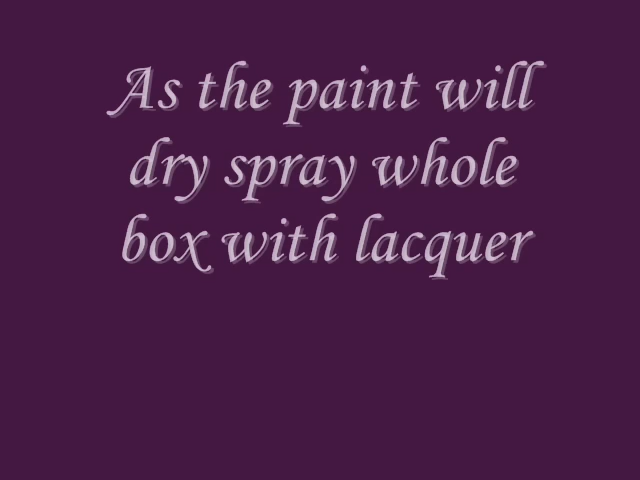 As the paint will
dry spray whole
box with lacquer